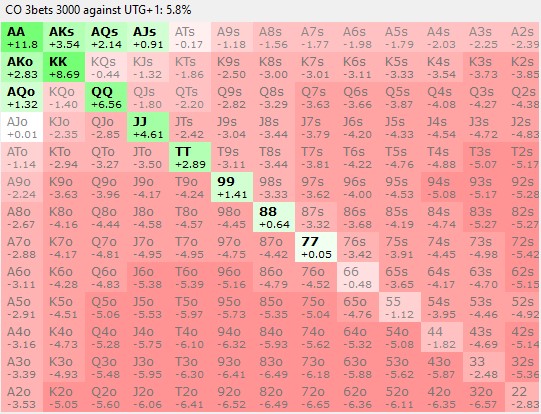 CO 3bets 3000 against UTG+1: 5.8%
AA AKs AQs AJs ATs A9s A8s A7s A6s A5s A4s A3s A2s
+11.8 +3.54 +2.14 +0.91 -0.17 -1.18 -1.56 -1.77 -1.98 -1.79 -2.03 -2.25 -2.39
AKo KK KQs KJs KTs K9s K8s K7s K6s K5s K4s K3s K2s
+2.83 +8.69 -0.44 -1.32 -1.86 -2.50 -3.00 -3.01 -3.11 -3.33 -3.54 -3.73 -3.85
AQo KQo QQ QJs QTs Q9s Q8s Q7s Q6s Q5s Q4s Q3s Q2s
+1.32 -1.40 +6.56 -1.80 -2.20 -2.82 -3.29 -3.63 -3.66 -3.87 -4.08 -4.27 -4.38
AJo KJo QJo JJ JTs J9s J8s J7s J6s J5s J4s J3s J2s
+0.01 -2.35 -2.85 +4.61 -2.42 -3.04 -3.44 -3.79 -4.20 -4.33 -4.54 -4.72 -4.83
ATo KTo QTo JTo TT T9s T8s T7s T6s T5s T4s T3s T2s
-1.14 -2.94 -3.27 -3.50 +2.89 -3.11 -3.44 -3.81 -4.22 -4.76 -4.88 -5.07 -5.17
A9o K9o Q9o J9o T9o 99 98s 97s 96s 95s 94s 93s 92s
-2.24 -3.63 -3.96 -4.17 -4.24 +1.41 -3.33 -3.62 -4.00 -4.53 -5.08 -5.17 -5.28
A8o K8o Q8o J8o T8o 98o 88 87s 86s 85s 84s 83s 82s
-2.67 -4.16 -4.44 -4.58 -4.57 -4.45 +0.64 -3.32 -3.68 -4.19 -4.74 -5.27 -5.27
A7o K7o Q7o J7o T7o 97o 87o 77 76s 75s 74s 73s 72s
-2.88 -4.17 -4.81 -4.95 -4.95 -4.75 -4.42 +0.05 -3.42 -3.91 -4.45 -4.98 -5.42
A6o K6o Q6o J6o T6o 96o 86o 76o 66 65s 64s 63s 62s
-3.11 -4.28 -4.83 -5.38 -5.39 -5.16 -4.79 -4.52 -0.48 -3.65 -4.17 -4.70 -5.15
A5o K5o Q5o J5o T5o 95o 85o 75o 65o 55 54s 53s 52s
-2.91 -4.51 -5.06 -5.53 -5.97 -5.73 -5.35 -5.04 -4.76 -1.12 -3.95 -4.46 -4.92
A4o K4o Q4o J4o T4o 94o 84o 74o 64o 54o 44 43s 42s
-3.16 -4.73 -5.28 -5.75 -6.10 -6.32 -5.93 -5.62 -5.32 -5.08 -1.82 -4.69 -5.14
A3o K3o Q3o J3o T3o 93o 83o 73o 63o 53o 43o 33 32s
-3.39 -4.93 -5.48 -5.95 -6.30 -6.41 -6.49 -6.18 -5.88 -5.62 -5.87 -2.48 -5.36
A2o K2o Q2o J2o T2o 92o 82o 72o 62o 52o 42o 32o 22
-3.53 -5.05 -5.60 -6.06 -6.41 -6.52 -6.49 -6.65 -6.36 -6.11 -6.35 -6.57 -2.83